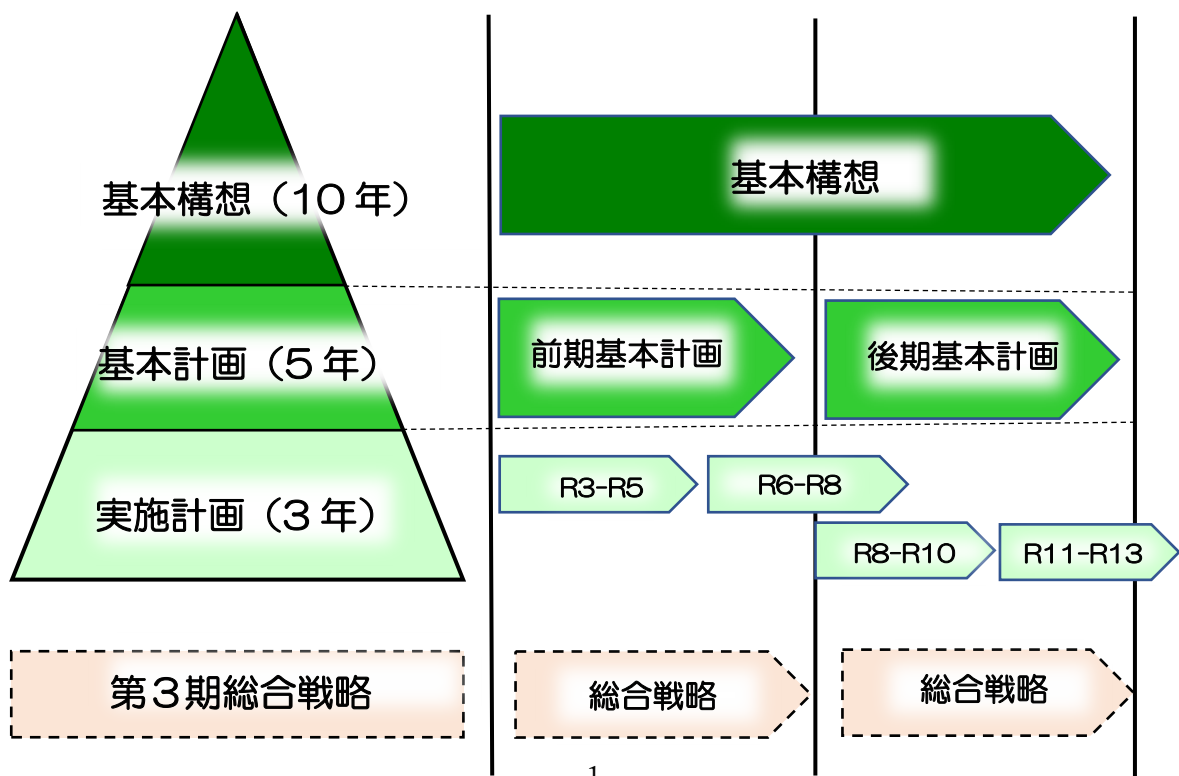 基本構想（10年）
基本構想
基本計画（5年）
前期基本計画
後期基本計画
実施計画（3年）
R3-R5
R6-R8
R8-R10
R11-R13
第3期総合戦略
総合戦略
総合戦略
1